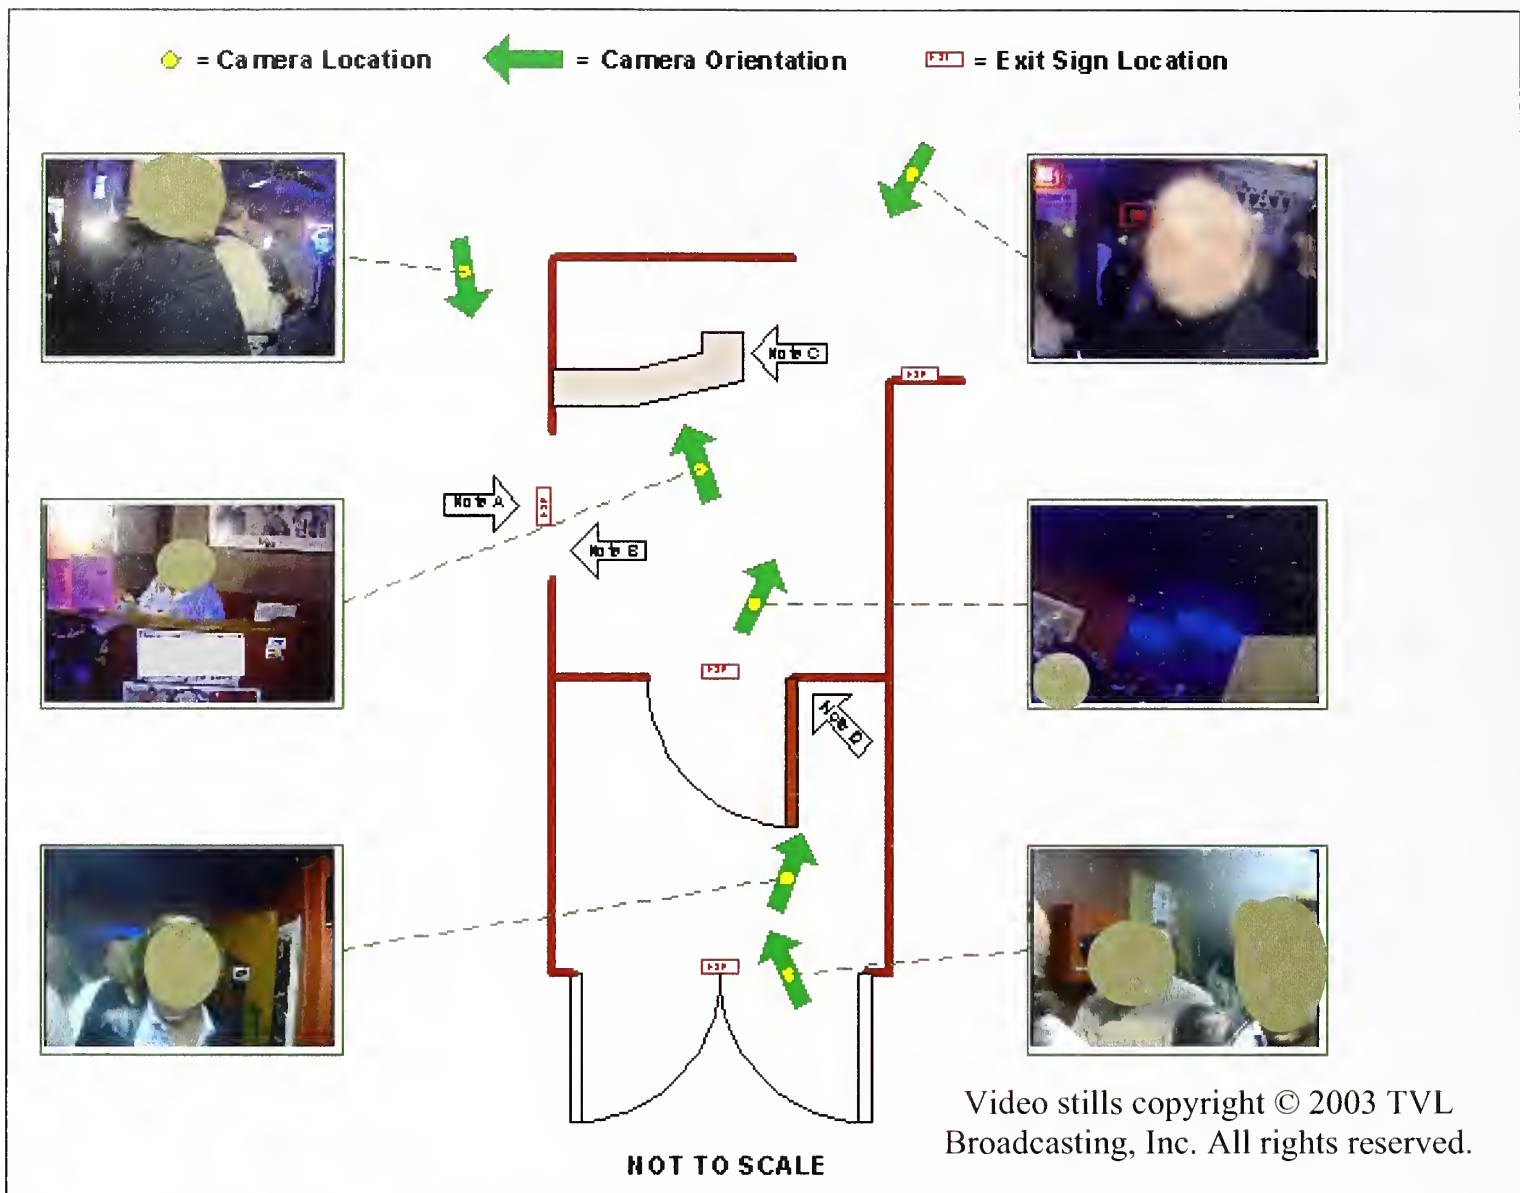 = Camera Location
= Camera Orientation
= Exit Sign Location
Note C
Note A
Note B
Note D
Video stills copyright © 2003 TVL
Broadcasting, Inc. All rights reserved.
NOT TO SCALE